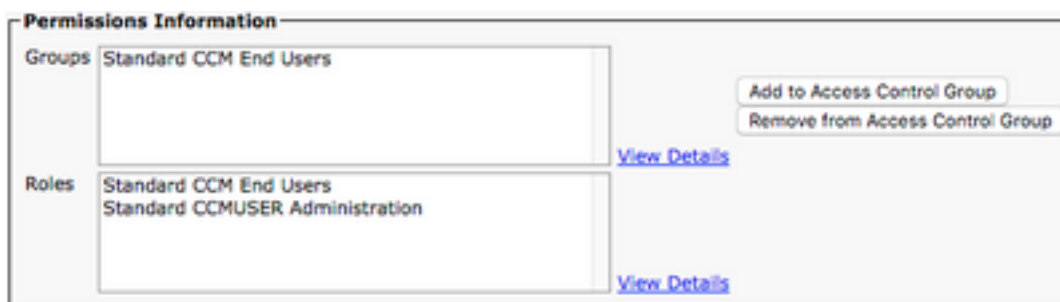 Permissions Information
Groups Standard CCM End Users
Add to Access Control Group
Remove from Access Control Group
View Details
Roles Standard CCM End Users
Standard CCMUSER Administration
View Details